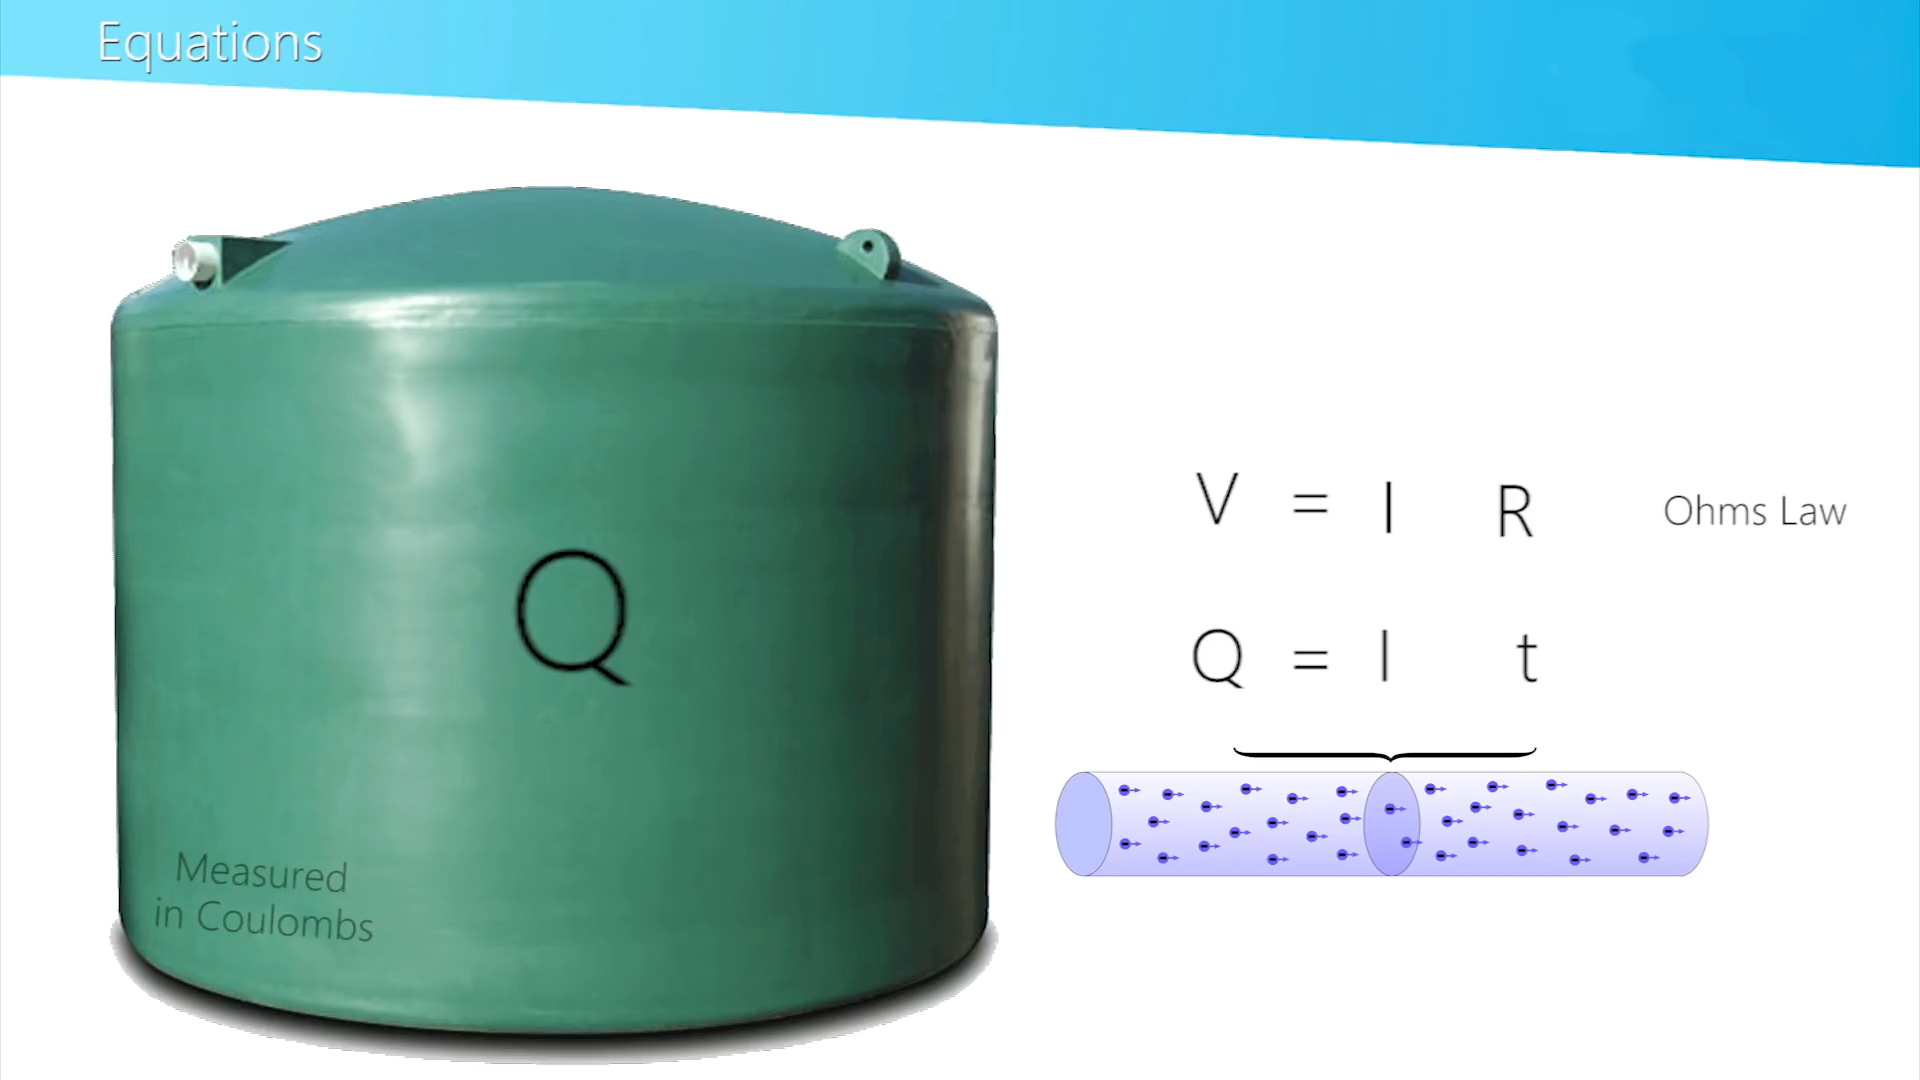 Equations
Q
Measured
in Coulombs
V = I R Ohms Law
Q = I t